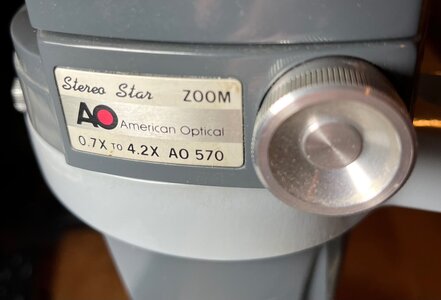 Stereo Star ZOOM
AO American Optical
0.7X TO 4.2X AO 570